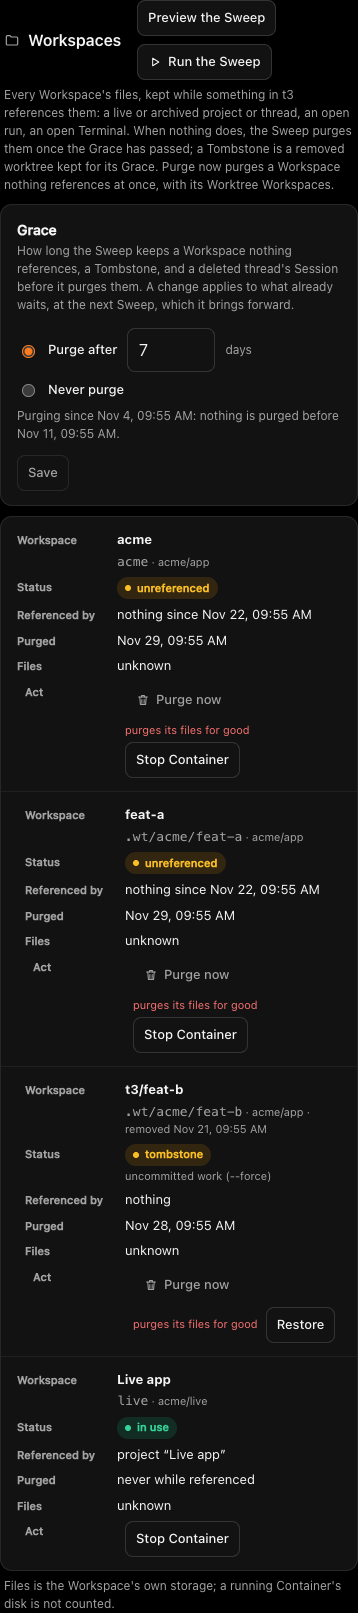 Preview the Sweep
Workspaces
Run the Sweep
Every Workspace's files, kept while something in t3
references them: a live or archived project or thread, an open
run, an open Terminal. When nothing does, the Sweep purges
them once the Grace has passed; a Tombstone is a removed
worktree kept for its Grace. Purge now purges a Workspace
nothing references at once, with its Worktree Workspaces.
Grace
How long the Sweep keeps a Workspace nothing
references, a Tombstone, and a deleted thread's Session
before it purges them. A change applies to what already
waits, at the next Sweep, which it brings forward.
Purge after 7 days
Never purge
Purging since Nov 4, 09:55 AM: nothing is purged before
Nov 11, 09:55 AM.
Save
Workspace acme
acme · acme/app
Status unreferenced
Referenced by nothing since Nov 22, 09:55 AM
Purged Nov 29, 09:55 AM
Files unknown
Act Purge now
purges its files for good
Stop Container
Workspace feat-a
.wt/acme/feat-a · acme/app
Status unreferenced
Referenced by nothing since Nov 22, 09:55 AM
Purged Nov 29, 09:55 AM
Files unknown
Act Purge now
purges its files for good
Stop Container
Workspace t3/feat-b
.wt/acme/feat-b · acme/app ·
removed Nov 21, 09:55 AM
Status tombstone
uncommitted work (--force)
Referenced by nothing
Purged Nov 28, 09:55 AM
Files unknown
Act Purge now
purges its files for good Restore
Workspace Live app
live · acme/live
Status in use
Referenced by project “Live app”
Purged never while referenced
Files unknown
Act Stop Container
Files is the Workspace's own storage; a running Container's
disk is not counted.